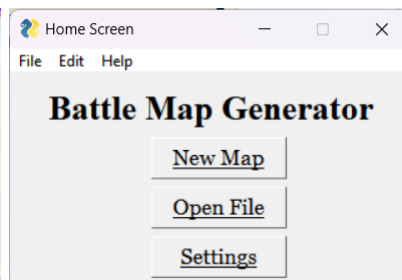 Home Screen
File Edit Help
Battle Map Generator
New Map
Open File
Settings